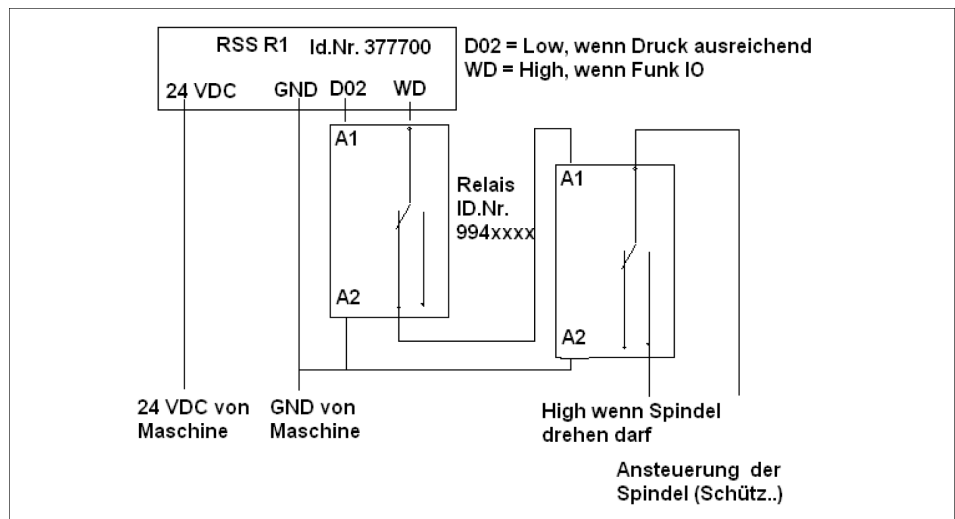 RSS R1 Id.Nr. 377700
D02 = Low, wenn Druck ausreichend
WD = High, wenn Funk IO
24 VDC GND D02 WD
A1
A1
Relais
ID.Nr.
994xxxx
A2
A2
24 VDC von
Maschine
GND von
Maschine
High wenn Spindel
drehen darf
Ansteuerung der
Spindel (Schütz..)